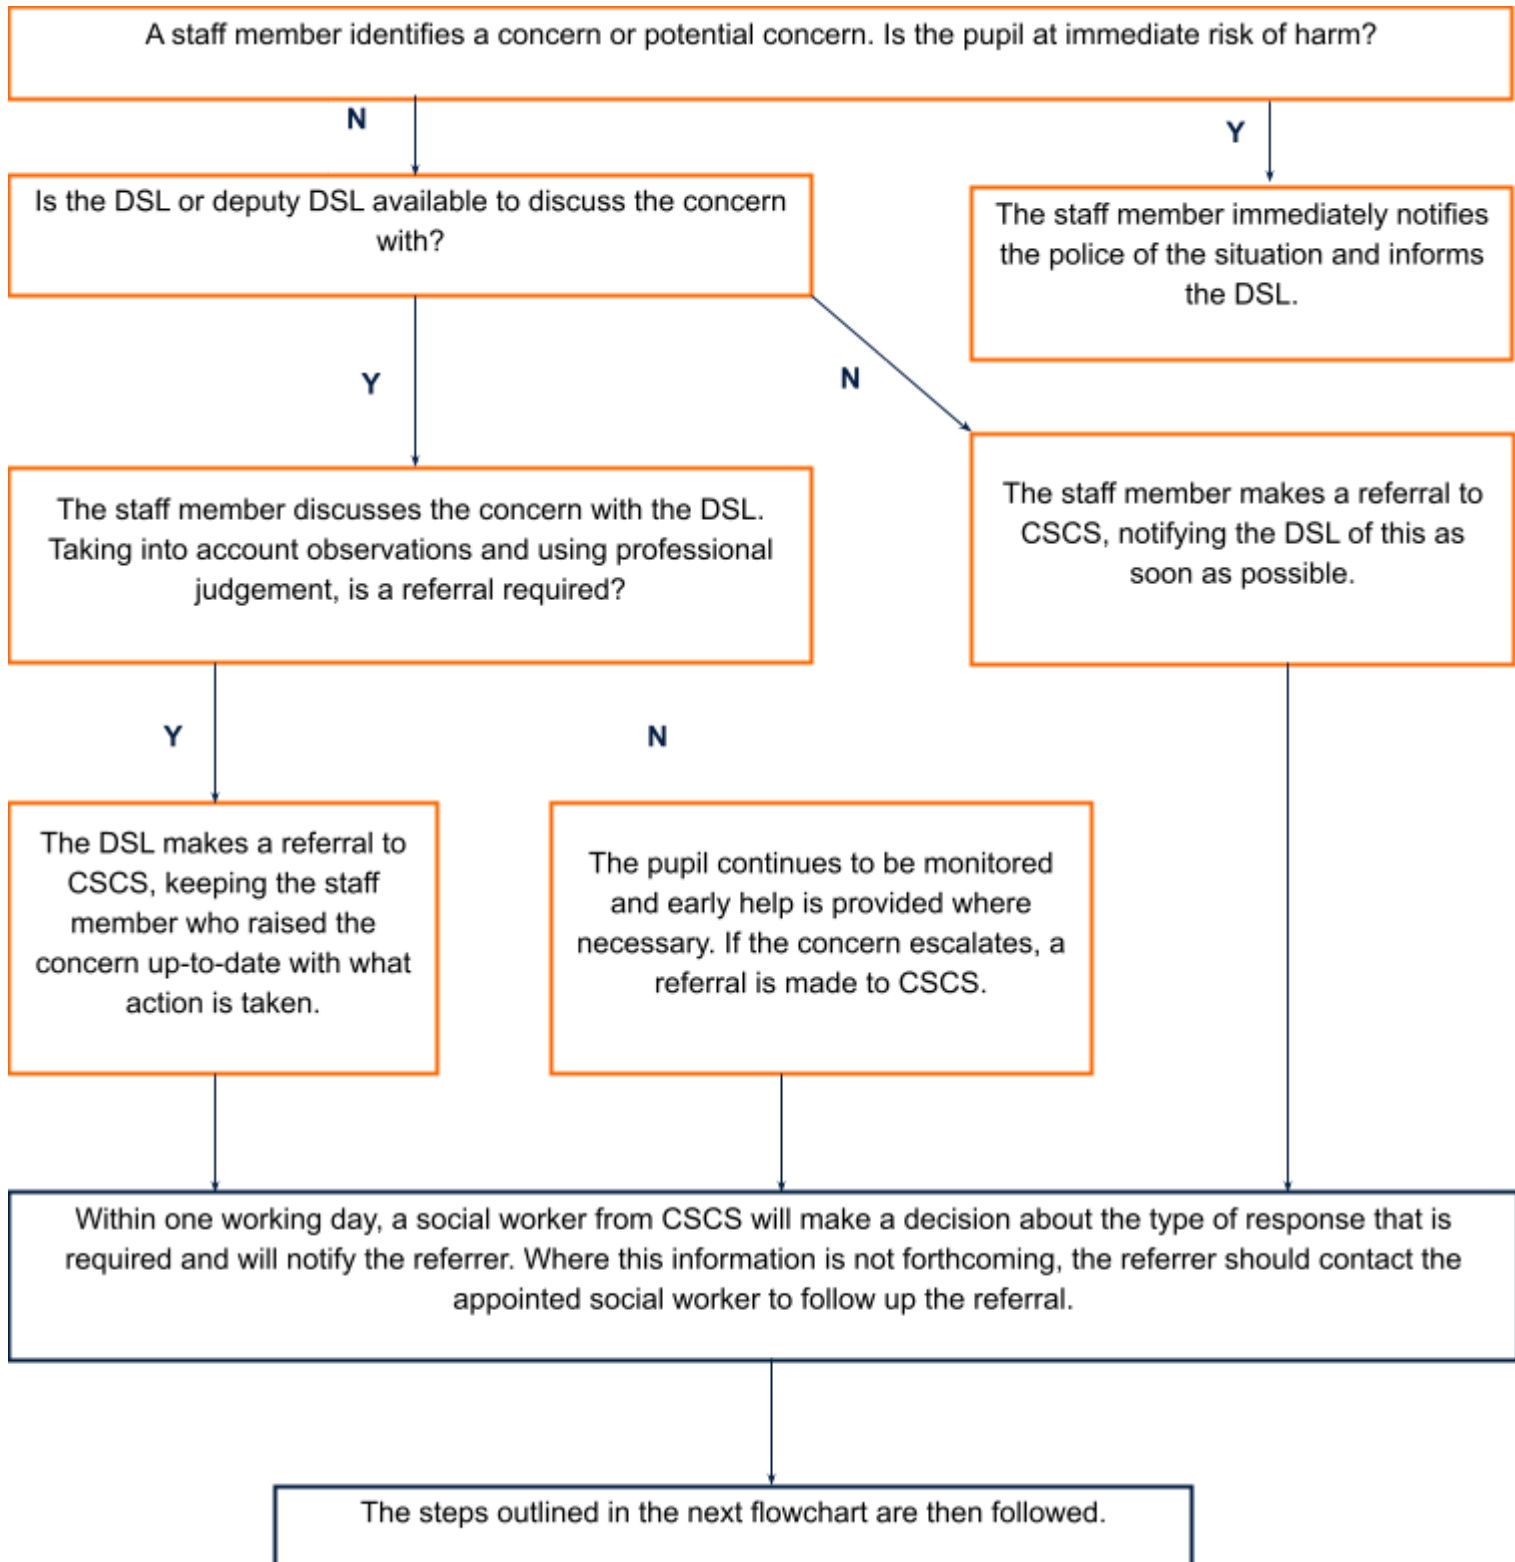 A staff member identifies a concern or potential concern. Is the pupil at immediate risk of harm?
N
Y
Is the DSL or deputy DSL available to discuss the concern
with?
The staff member immediately notifies
the police of the situation and informs
the DSL.
Y
N
The staff member discusses the concern with the DSL.
Taking into account observations and using professional
judgement, is a referral required?
The staff member makes a referral to
CSCS, notifying the DSL of this as
soon as possible.
Y
N
The DSL makes a referral to
CSCS, keeping the staff
member who raised the
concern up-to-date with what
action is taken.
The pupil continues to be monitored
and early help is provided where
necessary. If the concern escalates, a
referral is made to CSCS.
Within one working day, a social worker from CSCS will make a decision about the type of response that is
required and will notify the referrer. Where this information is not forthcoming, the referrer should contact the
appointed social worker to follow up the referral.
The steps outlined in the next flowchart are then followed.